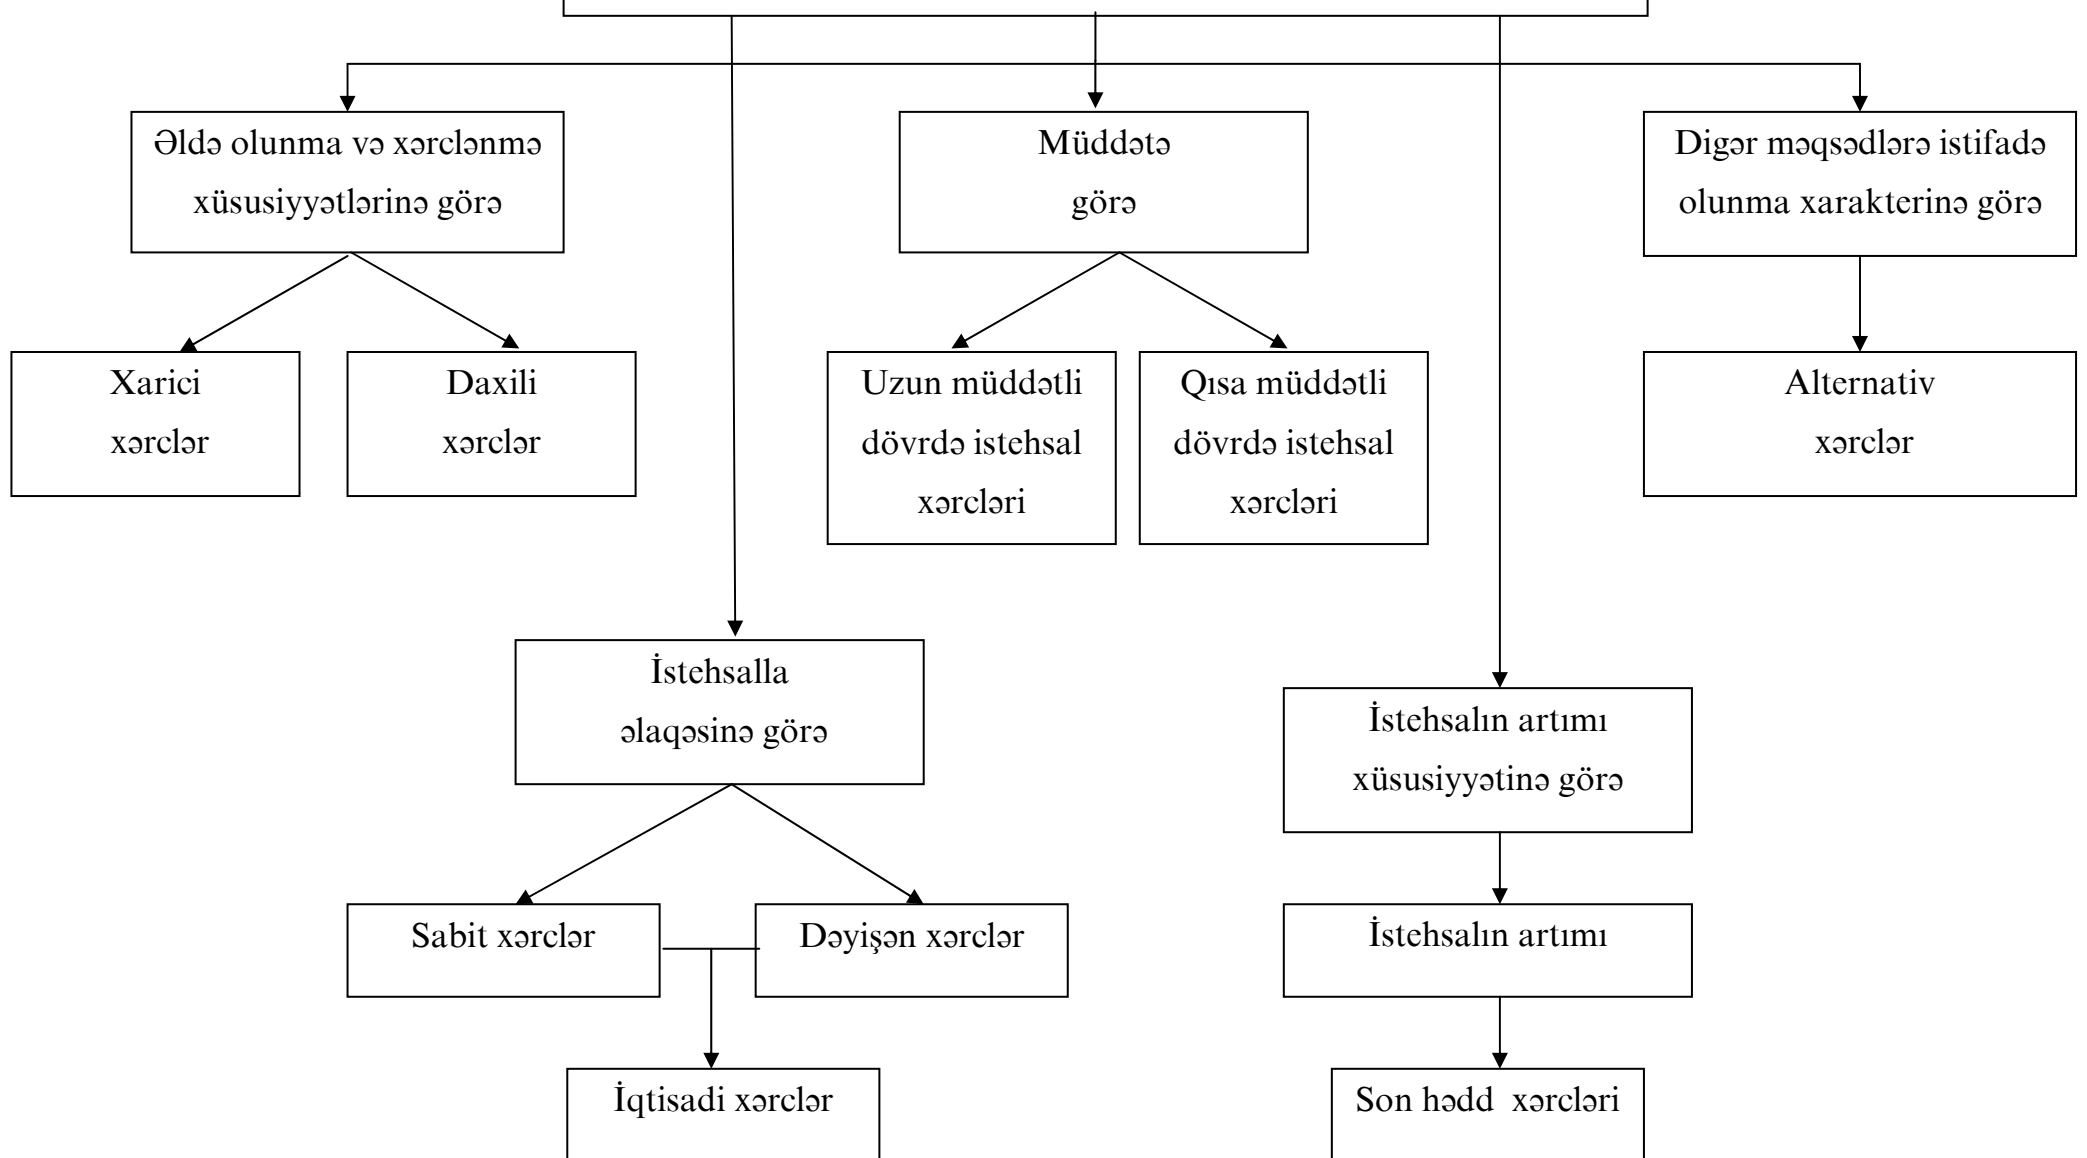 Əldə olunma və xərclənmə
xüsusiyyətlərinə görə
Müddətə
görə
Digər məqsədlərə istifadə
olunma xarakterinə görə
Xarici
xərclər
Daxili
xərclər
Uzun müddətli
dövrdə istehsal
xərcləri
Qısa müddətli
dövrdə istehsal
xərcləri
Alternativ
xərclər
İstehsalla
əlaqəsinə görə
İstehsalın artımı
xüsusiyyətinə görə
Sabit xərclər
Dəyişən xərclər
İstehsalın artımı
İqtisadi xərclər
Son hədd  xərcləri